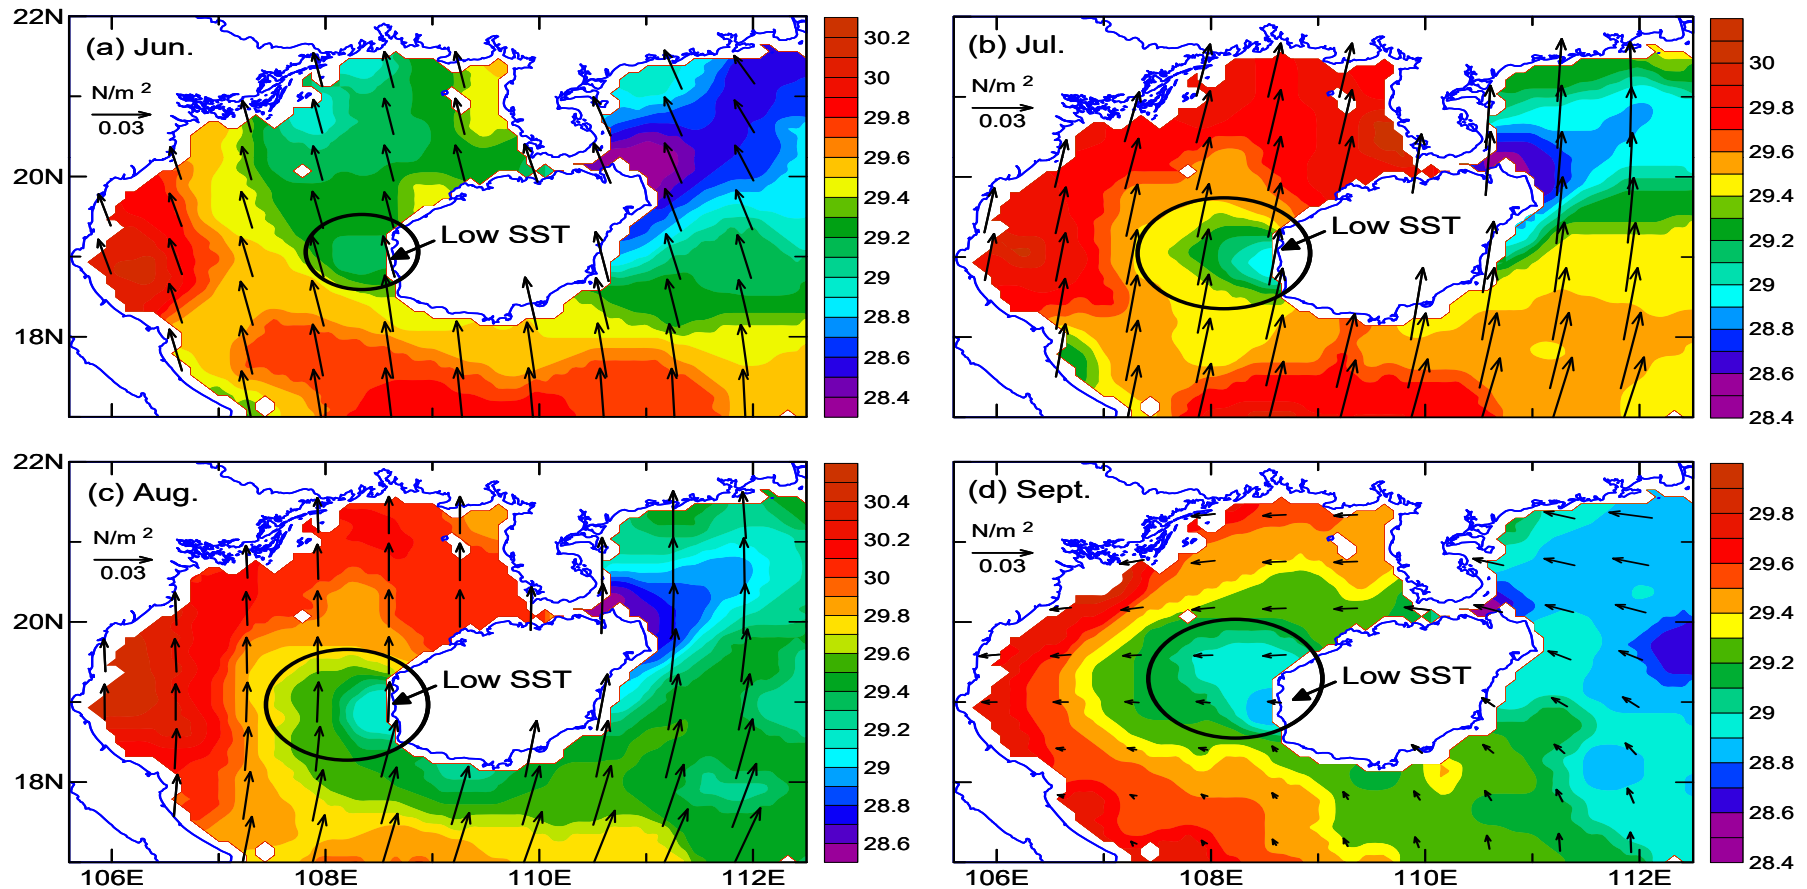 22N
20N
18N
(a) Jun.
N/m 2
0.03
Low SST
30.2
30
29.8
29.6
29.4
29.2
29
28.8
28.6
28.4
(b) Jul.
N/m 2
0.03
Low SST
30
29.8
29.6
29.4
29.2
29
28.8
28.6
28.4
22N
20N
18N
(c) Aug.
N/m 2
0.03
Low SST
30.4
30.2
30
29.8
29.6
29.4
29.2
29
28.8
28.6
106E 108E 110E 112E
(d) Sept.
N/m 2
0.03
Low SST
29.8
29.6
29.4
29.2
29
28.8
28.6
28.4
106E 108E 110E 112E